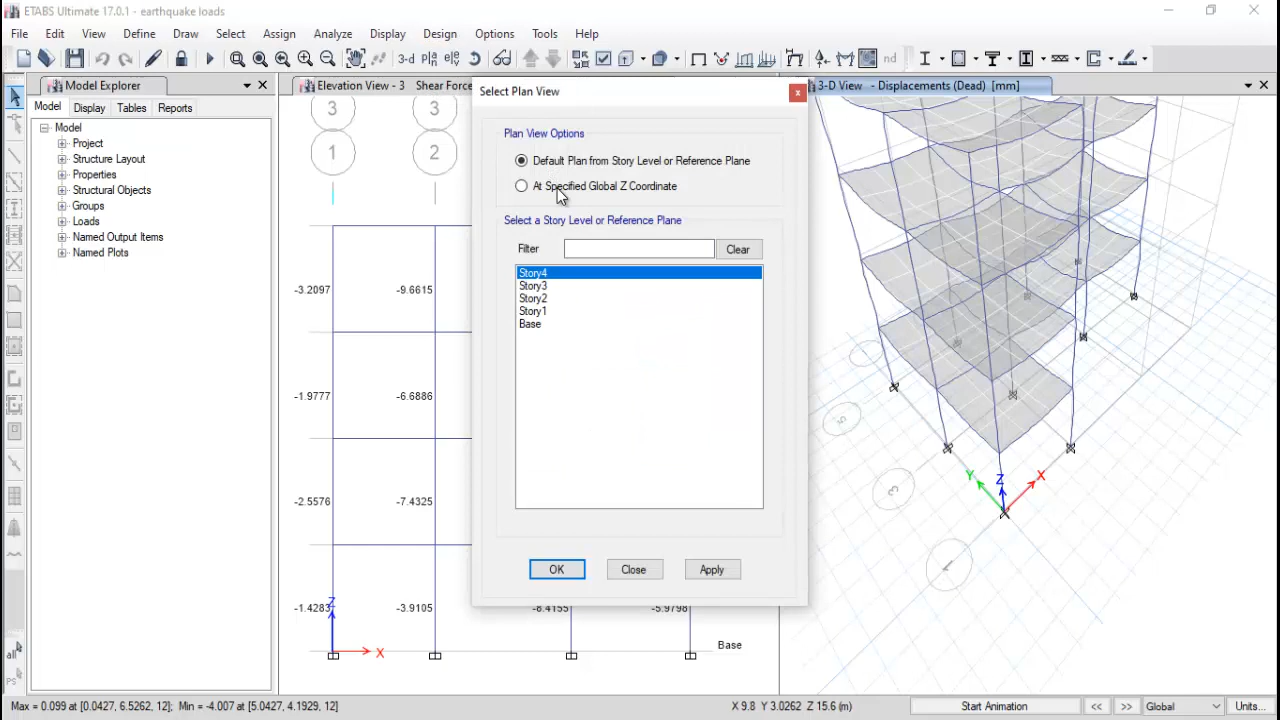 ETABS Ultimate 17.0.1 - earthquake loads
File Edit View Define Draw Select Assign Analyze Display Design Options Tools Help
3-D nd
Model Explorer
Model Display Tables Reports
Model
Project
Structure Layout
Properties
Structural Objects
Groups
Loads
Named Output Items
Named Plots
Elevation View - 3 Shear Force
3 3
1 2
-3.2097 -9.6615
-1.9777 -6.6886
-2.5576 -7.4325
-1.4283 -3.9105 -8.4155 -5.9798
Z
X
Base
Select Plan View
Plan View Options
Default Plan from Story Level or Reference Plane
At Specified Global Z Coordinate
Select a Story Level or Reference Plane
Filter Clear
Story4
Story3
Story2
Story1
Base
OK Close Apply
3-D View - Displacements (Dead) [mm]
Y Z X
Max = 0.099 at [0.0427, 6.5262, 12]; Min = -4.007 at [5.0427, 4.1929, 12]
X 9.8 Y 3.0262 Z 15.6 (m)
Start Animation << >> Global Units...